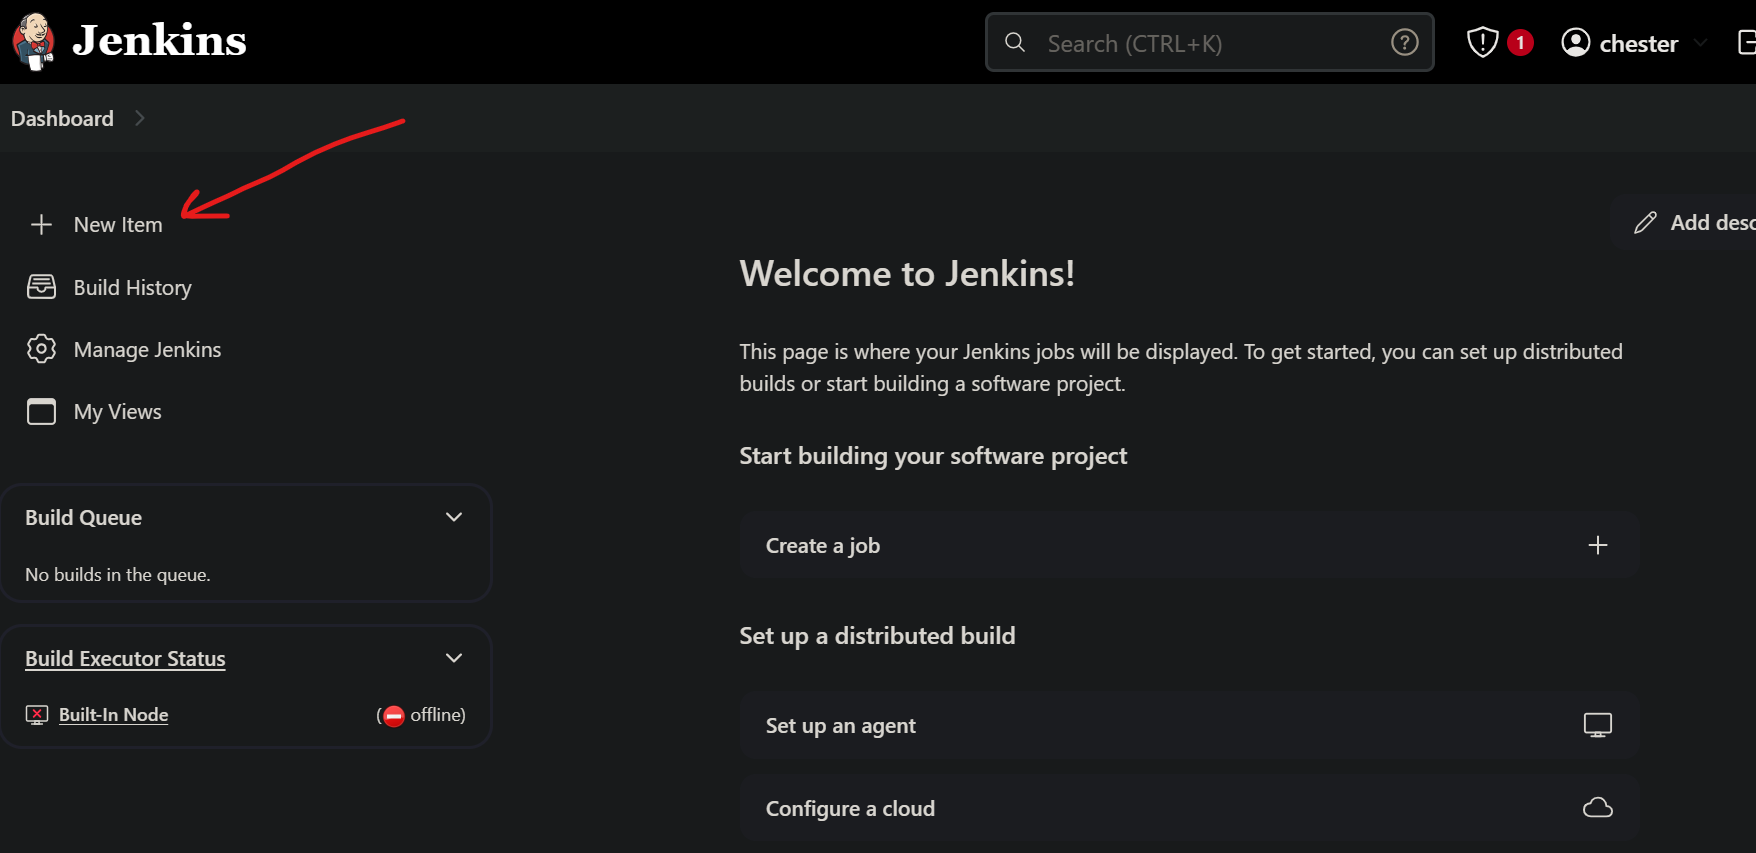 Jenkins
Search (CTRL+K)
1
chester
Dashboard
New Item
Build History
Manage Jenkins
My Views
Build Queue
No builds in the queue.
Build Executor Status
Built-In Node
(offline)
Add desc
Welcome to Jenkins!
This page is where your Jenkins jobs will be displayed. To get started, you can set up distributed
builds or start building a software project.
Start building your software project
Create a job
Set up a distributed build
Set up an agent
Configure a cloud